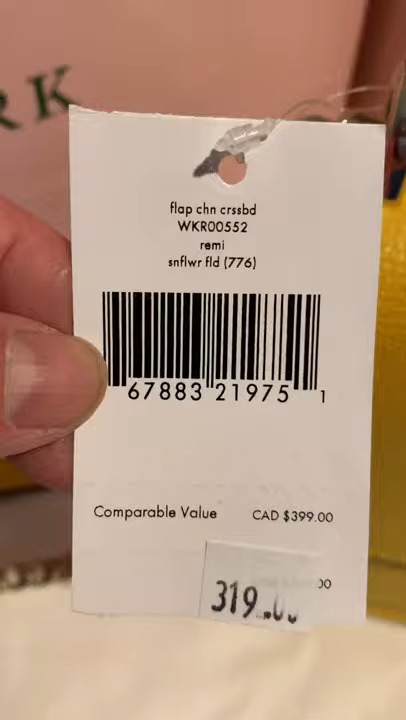 RK
flap chn crssbd
WKR00552
remi
snflwr fld (776)
67883 21975 1
Comparable Value CAD $399.00
00
319.00